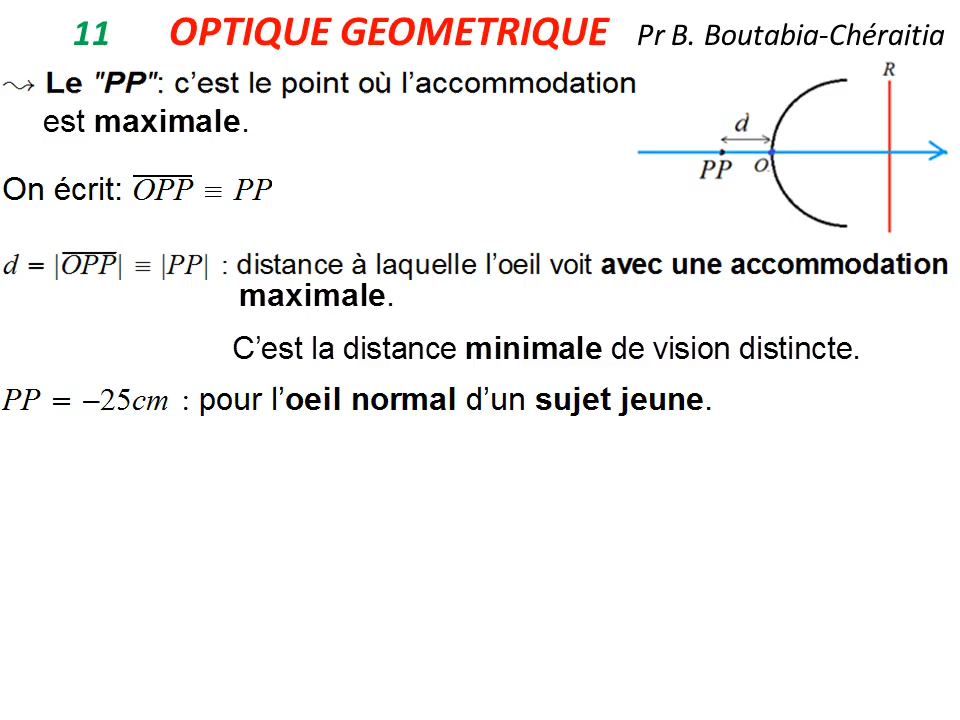 11 OPTIQUE GEOMETRIQUE Pr B. Boutabia-Chéraitia
⤳ Le "PP": c’est le point où l’accommodation
est maximale.
R
d
PP O
On écrit: \overline{OPP} ≡ PP
d = |\overline{OPP}| ≡ |PP| : distance à laquelle l’oeil voit avec une accommodation
maximale.
C’est la distance minimale de vision distincte.
PP = −25cm : pour l’oeil normal d’un sujet jeune.